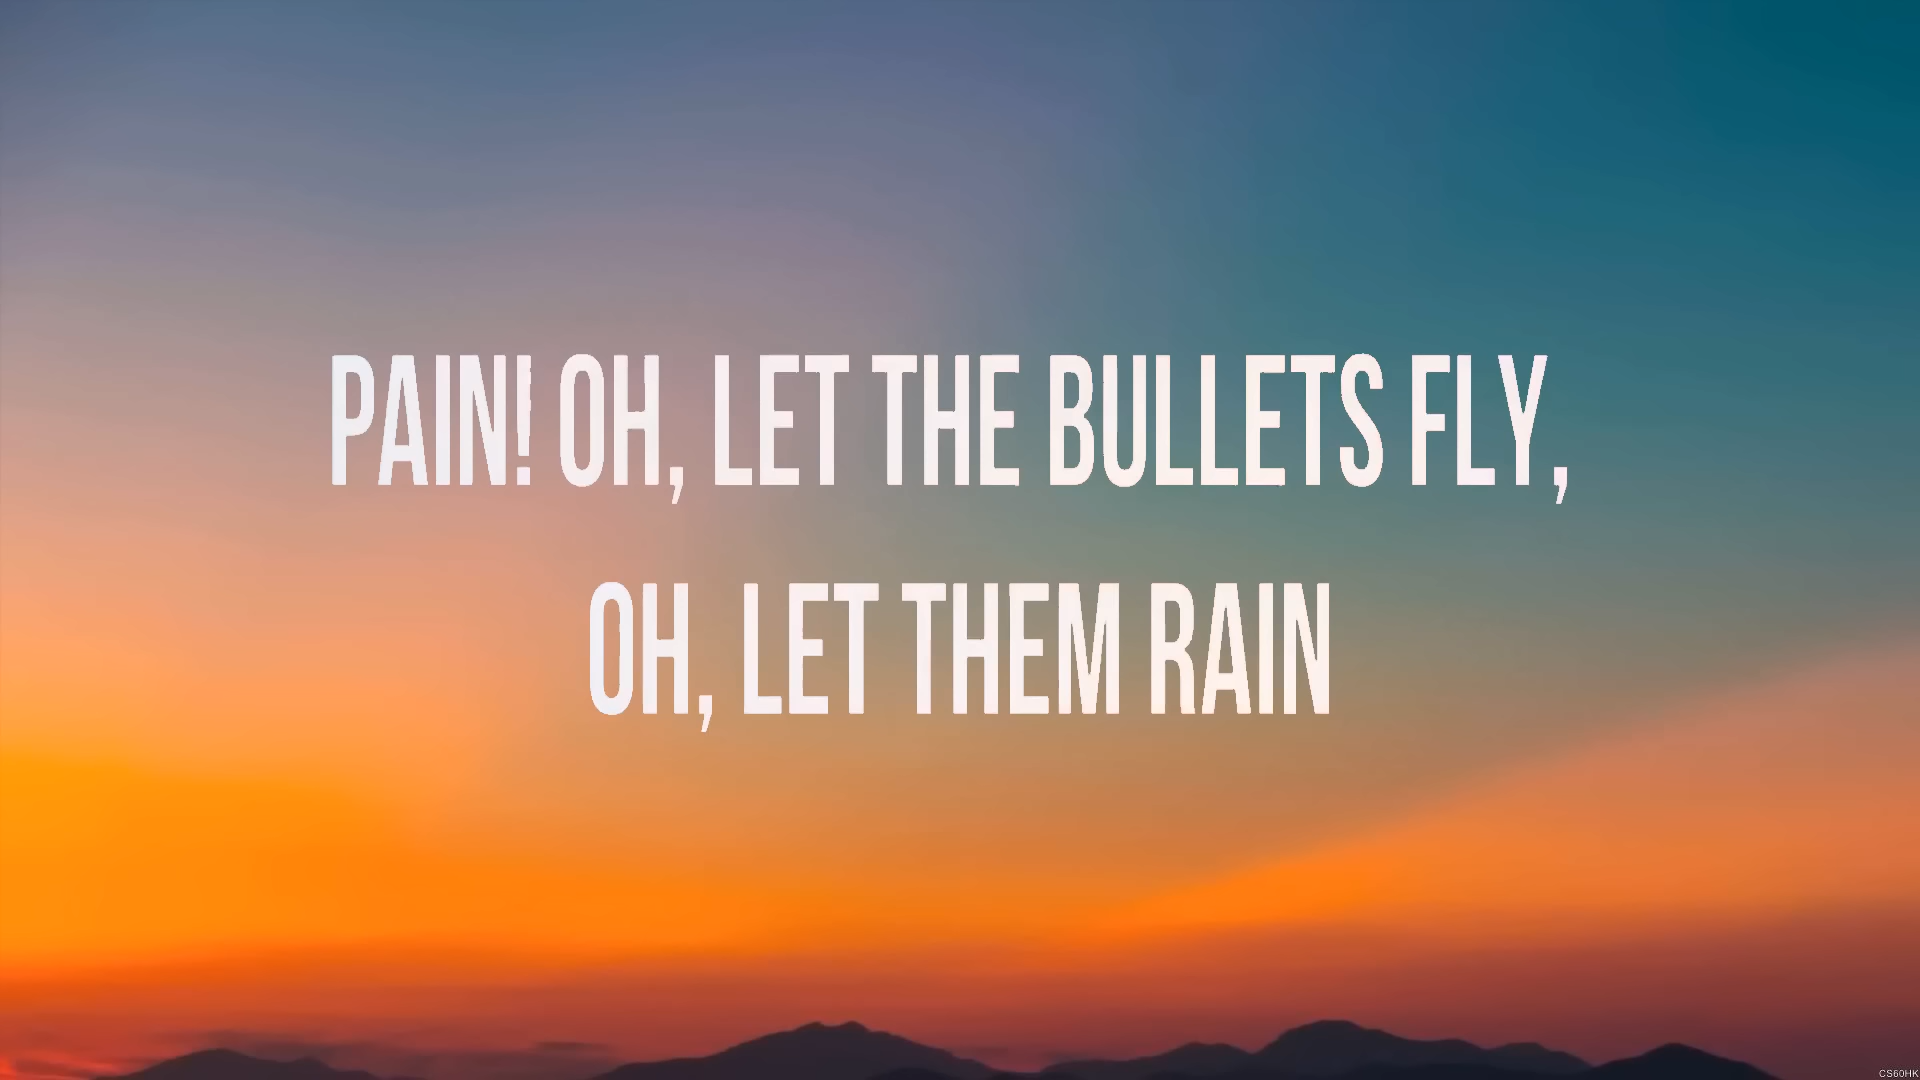 PAIN! OH, LET THE BULLETS FLY,
OH, LET THEM RAIN
CS60HK